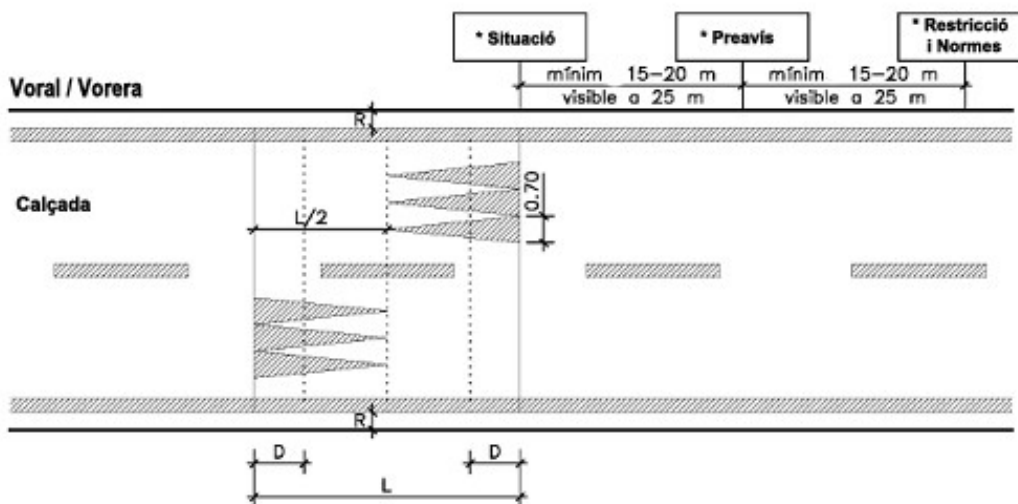 * Situació
* Preavís
* Restricció
i Normes
mínim 15-20 m
visible a 25 m
mínim 15-20 m
visible a 25 m
Voral / Vorera
R
Calçada
L/2
0.70
R
D
D
L